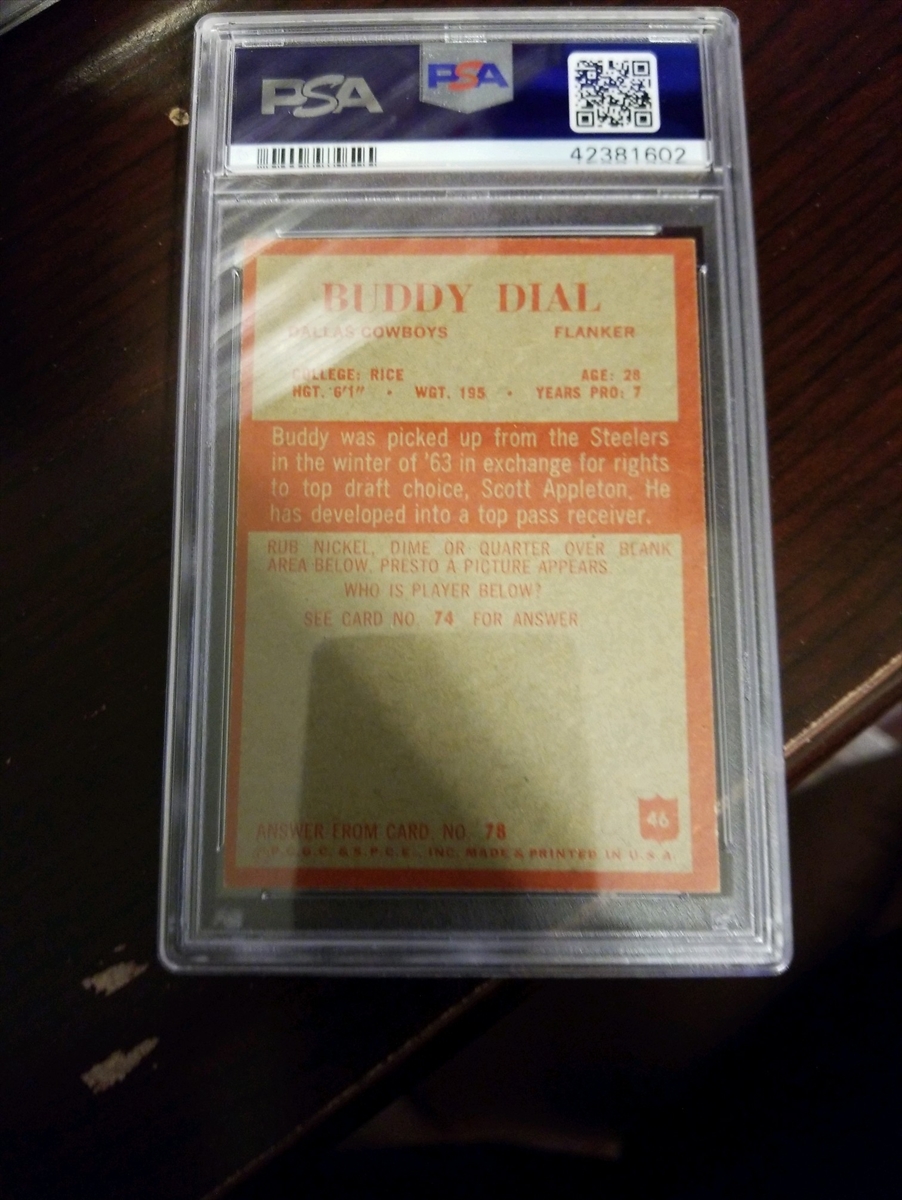 PSA PSA
42381602
BUDDY DIAL
DALLAS COWBOYS FLANKER
COLLEGE: RICE AGE: 28
HGT. 6'1" • WGT. 195 • YEARS PRO: 7
Buddy was picked up from the Steelers
in the winter of '63 in exchange for rights
to top draft choice, Scott Appleton. He
has developed into a top pass receiver.
RUB NICKEL, DIME OR QUARTER OVER BLANK
AREA BELOW. PRESTO A PICTURE APPEARS.
WHO IS PLAYER BELOW?
SEE CARD NO. 74 FOR ANSWER
46
ANSWER FROM CARD NO. 78
P.C.G.C. & S.P.C.E., INC. MADE & PRINTED IN U.S.A.